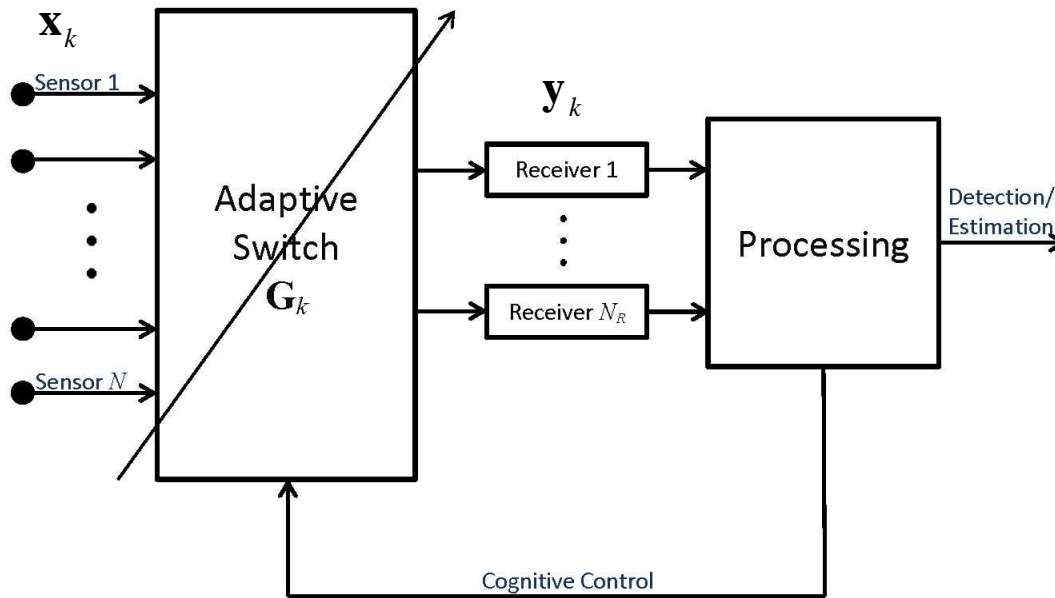 x_k
Sensor 1
Sensor N
Adaptive
Switch
G_k
y_k
Receiver 1
Receiver N_R
Processing
Detection/
Estimation
Cognitive Control